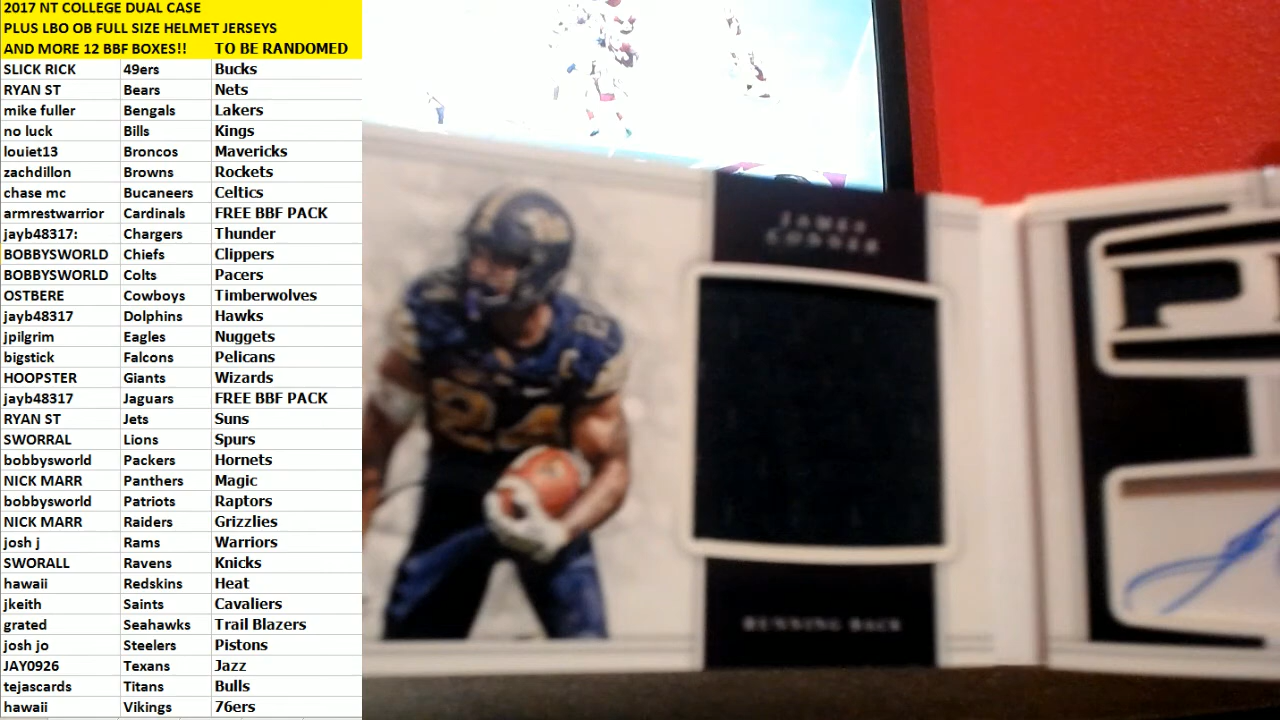 2017 NT COLLEGE DUAL CASE
PLUS LBO OB FULL SIZE HELMET JERSEYS
AND MORE 12 BBF BOXES!! TO BE RANDOMED
SLICK RICK 49ers Bucks
RYAN ST Bears Nets
mike fuller Bengals Lakers
no luck Bills Kings
louiet13 Broncos Mavericks
zachdillon Browns Rockets
chase mc Bucaneers Celtics
armrestwarrior Cardinals FREE BBF PACK
jayb48317: Chargers Thunder
BOBBYSWORLD Chiefs Clippers
BOBBYSWORLD Colts Pacers
OSTBERE Cowboys Timberwolves
jayb48317 Dolphins Hawks
jpilgrim Eagles Nuggets
bigstick Falcons Pelicans
HOOPSTER Giants Wizards
jayb48317 Jaguars FREE BBF PACK
RYAN ST Jets Suns
SWORRAL Lions Spurs
bobbysworld Packers Hornets
NICK MARR Panthers Magic
bobbysworld Patriots Raptors
NICK MARR Raiders Grizzlies
josh j Rams Warriors
SWORALL Ravens Knicks
hawaii Redskins Heat
jkeith Saints Cavaliers
grated Seahawks Trail Blazers
josh jo Steelers Pistons
JAY0926 Texans Jazz
tejascards Titans Bulls
hawaii Vikings 76ers
JAMES
CONNER
24
RUNNING BACK